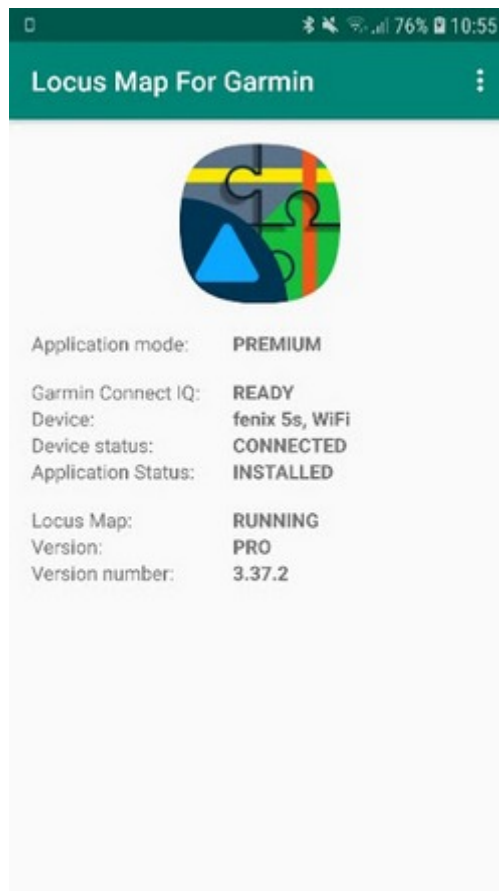 76% 10:55
Locus Map For Garmin
Application mode: PREMIUM
Garmin Connect IQ: READY
Device: fenix 5s, WiFi
Device status: CONNECTED
Application Status: INSTALLED
Locus Map: RUNNING
Version: PRO
Version number: 3.37.2